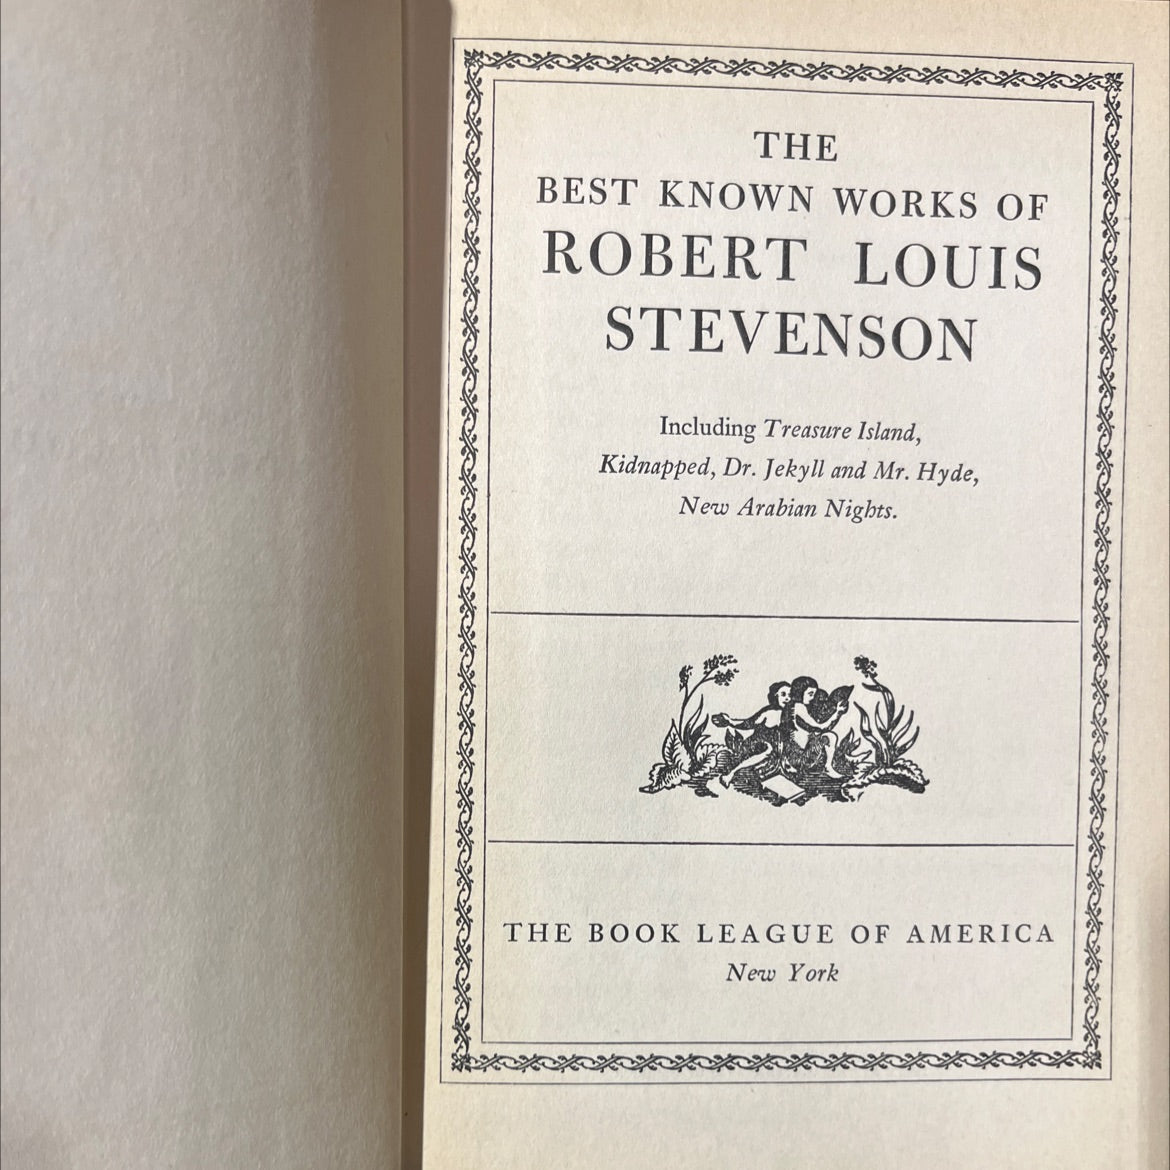 THE
BEST KNOWN WORKS OF
ROBERT LOUIS
STEVENSON
Including Treasure Island,
Kidnapped, Dr. Jekyll and Mr. Hyde,
New Arabian Nights.
THE BOOK LEAGUE OF AMERICA
New York